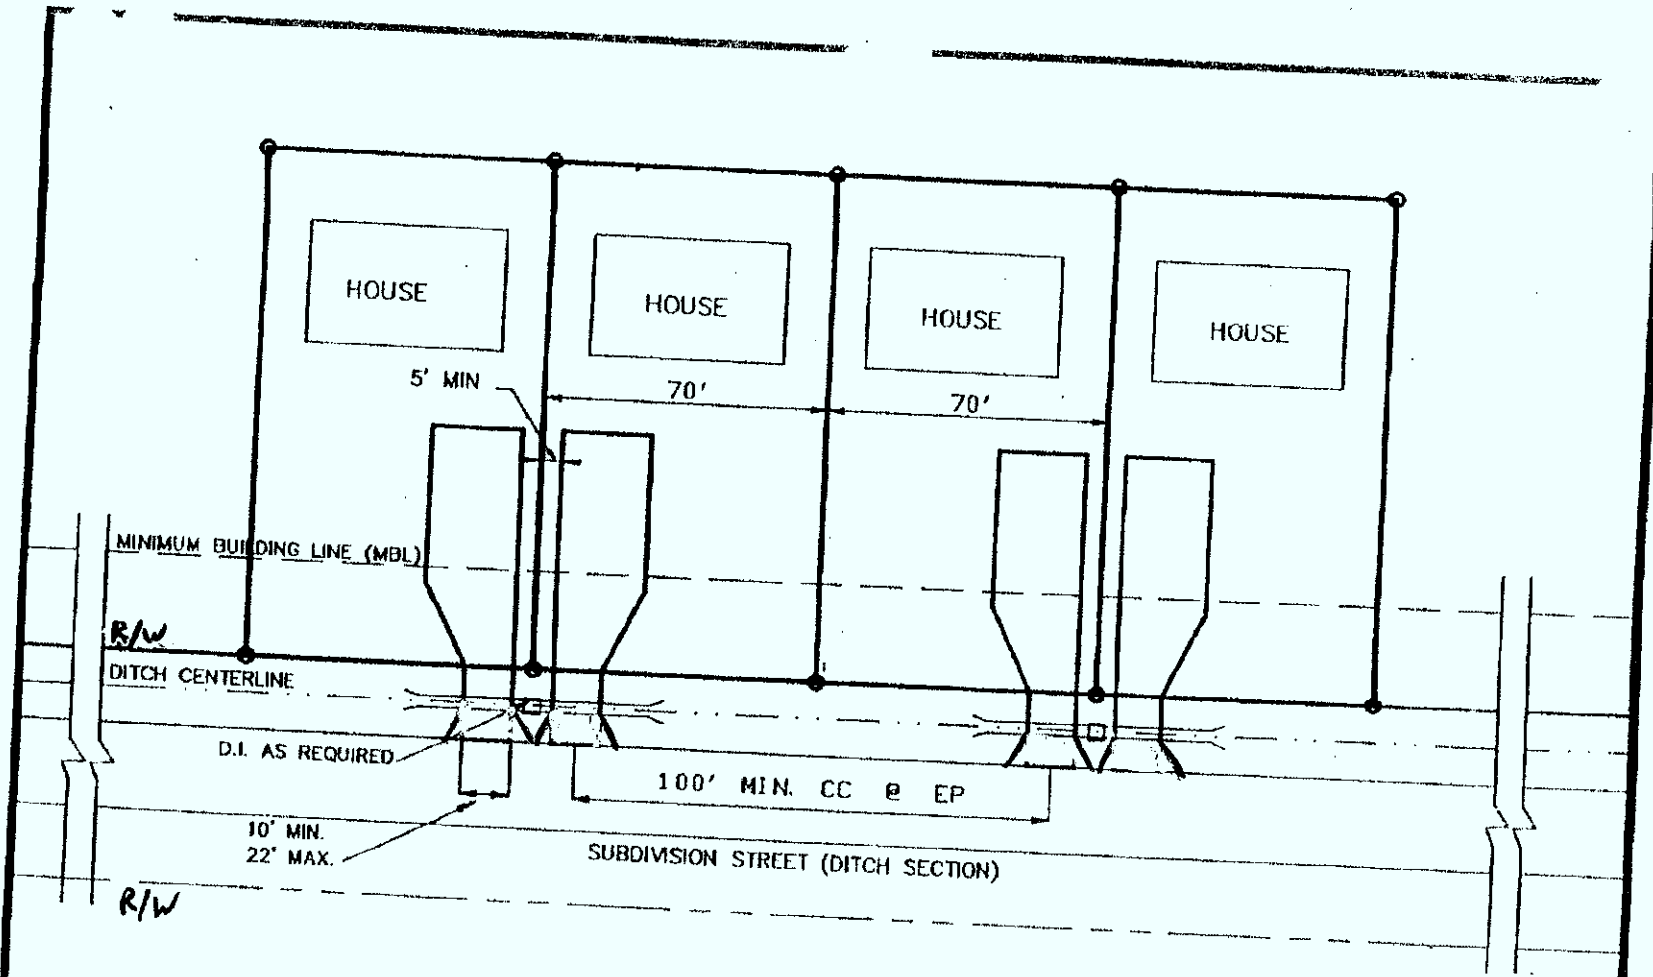 HOUSE
HOUSE
HOUSE
HOUSE
5' MIN
70'
70'
MINIMUM BUILDING LINE (MBL)
R/W
DITCH CENTERLINE
D.I. AS REQUIRED
100' MIN. CC @ EP
10' MIN.
22' MAX.
SUBDIVISION STREET (DITCH SECTION)
R/W